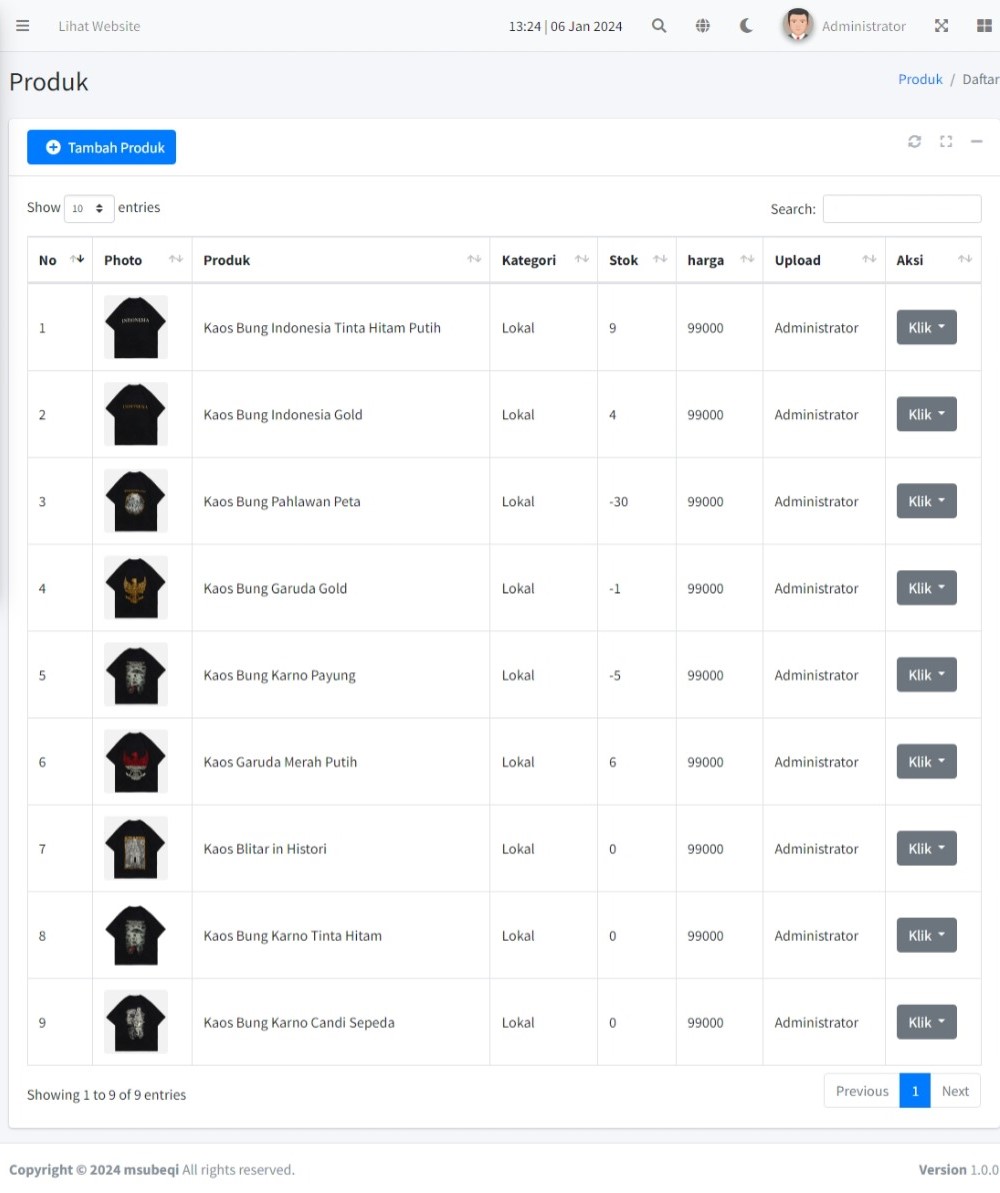 Lihat Website 13:24 | 06 Jan 2024 Administrator
Produk Produk / Daftar
Tambah Produk
Show 10 entries Search:
No Photo Produk Kategori Stok harga Upload Aksi
1 INDONESIA Kaos Bung Indonesia Tinta Hitam Putih Lokal 9 99000 Administrator Klik
2 Kaos Bung Indonesia Gold Lokal 4 99000 Administrator Klik
3 Kaos Bung Pahlawan Peta Lokal -30 99000 Administrator Klik
4 Kaos Bung Garuda Gold Lokal -1 99000 Administrator Klik
5 Kaos Bung Karno Payung Lokal -5 99000 Administrator Klik
6 Kaos Garuda Merah Putih Lokal 6 99000 Administrator Klik
7 Kaos Blitar in Histori Lokal 0 99000 Administrator Klik
8 Kaos Bung Karno Tinta Hitam Lokal 0 99000 Administrator Klik
9 Kaos Bung Karno Candi Sepeda Lokal 0 99000 Administrator Klik
Showing 1 to 9 of 9 entries Previous 1 Next
Copyright © 2024 msubeqi All rights reserved. Version 1.0.0